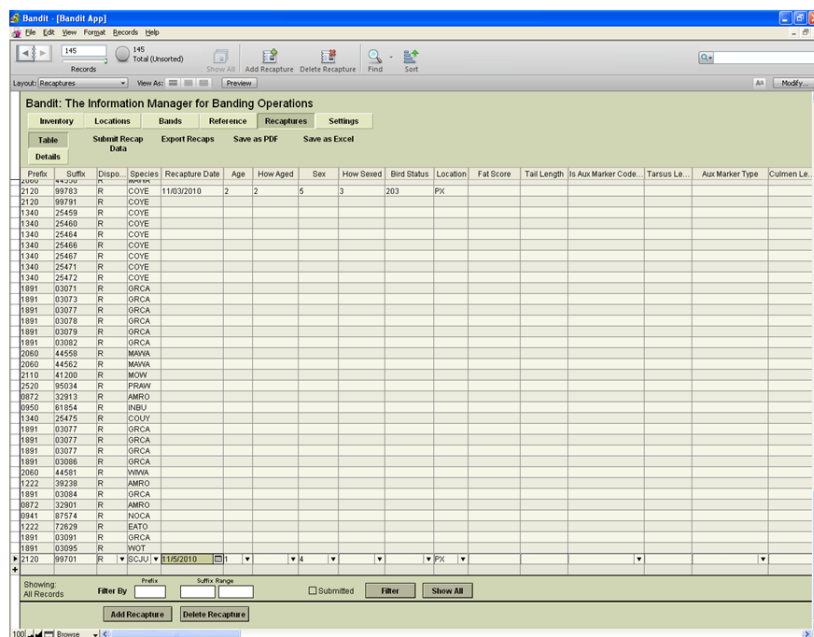 Bandit - [Bandit App]
File Edit View Format Records Help
145
145
Total (Unsorted)
Records
Show All Add Recapture Delete Recapture Find Sort
Layout: Recaptures View As: Preview Aa Modify...
Bandit: The Information Manager for Banding Operations
Inventory Locations Bands Reference Recaptures Settings
Table Submit Recap Data Export Recaps Save as PDF Save as Excel
Details
Prefix Suffix Dispo... Species Recapture Date Age How Aged Sex How Sexed Bird Status Location Fat Score Tail Length Is Aux Marker Code... Tarsus Le... Aux Marker Type Culmen Le...
2120 99783 R COYE 11/03/2010 2 2 5 3 203 PX
2120 99791 R COYE
1340 25459 R COYE
1340 25460 R COYE
1340 25464 R COYE
1340 25466 R COYE
1340 25467 R COYE
1340 25471 R COYE
1340 25472 R COYE
1891 03071 R GRCA
1891 03073 R GRCA
1891 03077 R GRCA
1891 03078 R GRCA
1891 03079 R GRCA
1891 03082 R GRCA
2060 44558 R MAWA
2060 44562 R MAWA
2110 41200 R MOW
2520 95034 R PRAW
0872 32913 R AMRO
0950 61854 R INBU
1340 25475 R COUY
1891 03077 R GRCA
1891 03077 R GRCA
1891 03077 R GRCA
1891 03086 R GRCA
2060 44581 R WIWA
1222 39238 R AMRO
1891 03084 R GRCA
0872 32901 R AMRO
0941 87574 R NOCA
1222 72629 R EATO
1891 03091 R GRCA
1891 03095 R WOT
2120 99701 R SCJU 11/5/2010 1 4 PX
Showing:
All Records
Filter By Prefix Suffix Range Submitted Filter Show All
Add Recapture Delete Recapture
100 Browse